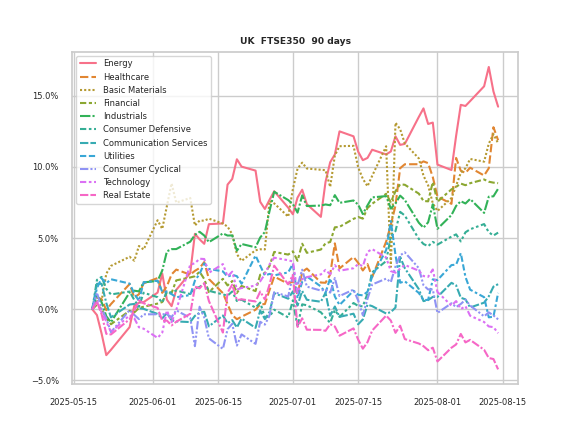 UK  FTSE350  90 days
Energy
Healthcare
Basic Materials
Financial
Industrials
Consumer Defensive
Communication Services
Utilities
Consumer Cyclical
Technology
Real Estate
15.0%
10.0%
5.0%
0.0%
−5.0%
2025-05-15 2025-06-01 2025-06-15 2025-07-01 2025-07-15 2025-08-01 2025-08-15